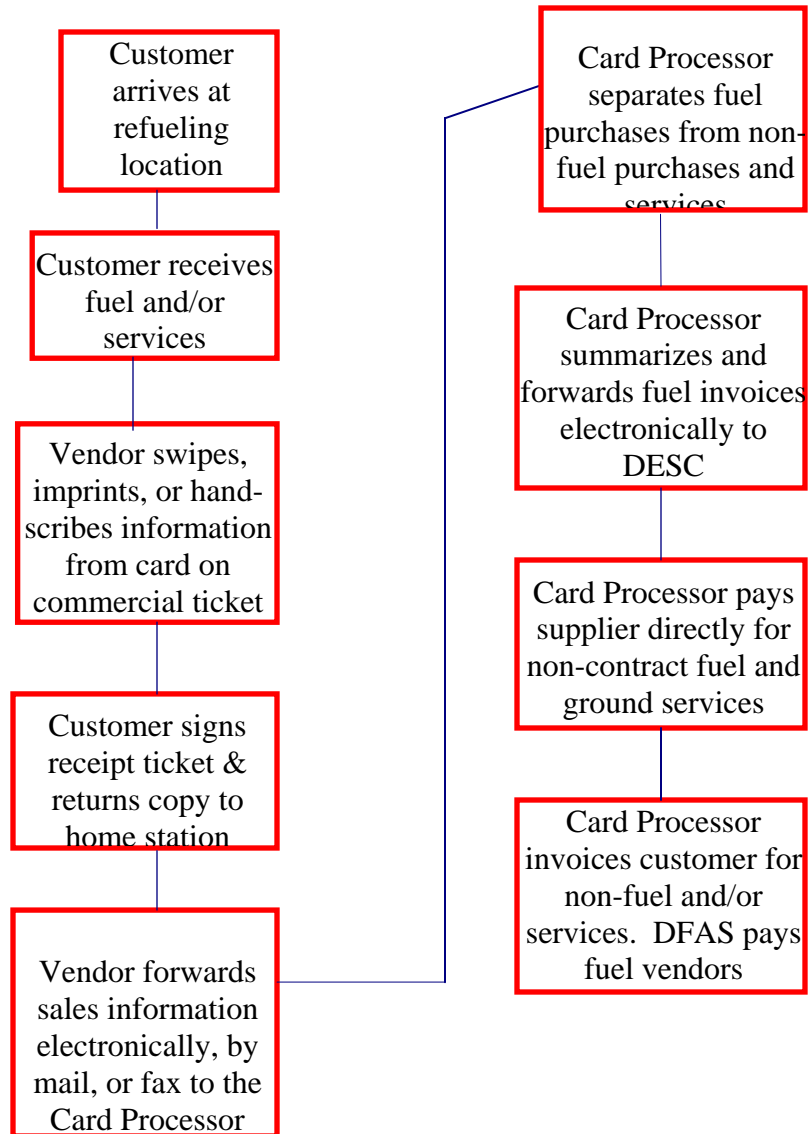 Customer
arrives at
refueling
location
Customer receives
fuel and/or
services
Vendor swipes,
imprints, or hand-
scribes information
from card on
commercial ticket
Customer signs
receipt ticket &
returns copy to
home station
Vendor forwards
sales information
electronically, by
mail, or fax to the
Card Processor
Card Processor
separates fuel
purchases from non-
fuel purchases and
services
Card Processor
summarizes and
forwards fuel invoices
electronically to
DESC
Card Processor pays
supplier directly for
non-contract fuel and
ground services
Card Processor
invoices customer for
non-fuel and/or
services.  DFAS pays
fuel vendors